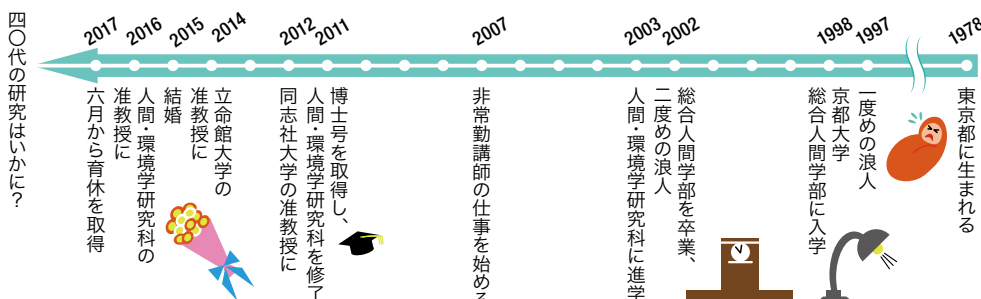 1978
東京都に生まれる
1997
一度めの浪人
1998
京都大学
総合人間学部に入学
2002
総合人間学部を卒業、
二度めの浪人
2003
人間・環境学研究科に進学
2007
非常勤講師の仕事を始める
2011
博士号を取得し、
人間・環境学研究科を修了
2012
同志社大学の准教授に
2014
立命館大学の
准教授に
2015
結婚
2016
人間・環境学研究科の
准教授に
2017
六月から育休を取得
四〇代の研究はいかに？